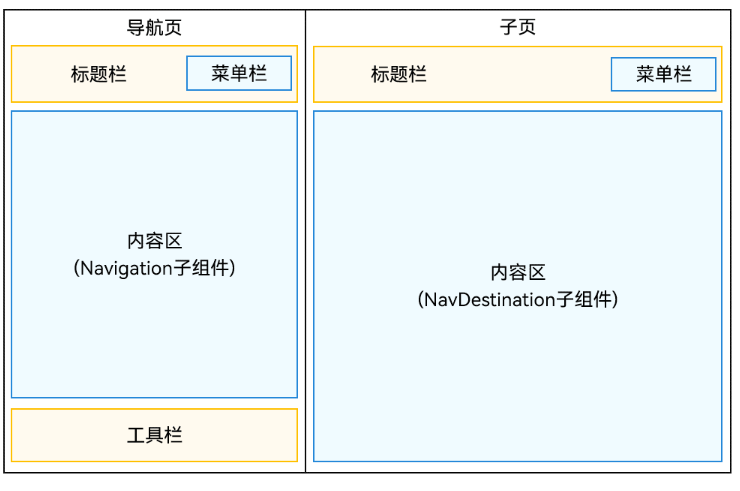 导航页
标题栏
菜单栏
内容区
(Navigation子组件)
工具栏
子页
标题栏
菜单栏
内容区
(NavDestination子组件)